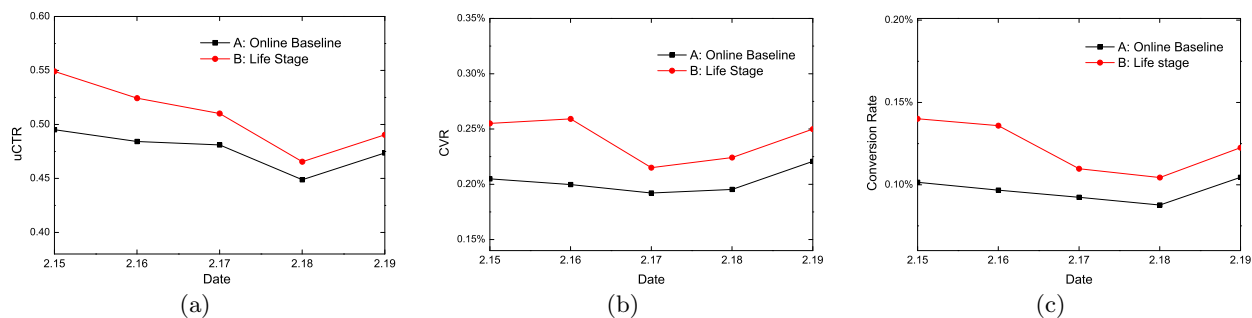 0.60
0.55
0.50
0.45
0.40
uCTR
A: Online Baseline
B: Life Stage
2.15 2.16 2.17 2.18 2.19
Date
(a)
0.35%
0.30%
0.25%
0.20%
0.15%
CVR
A: Online Baseline
B: Life Stage
2.15 2.16 2.17 2.18 2.19
Date
(b)
0.20%
0.15%
0.10%
Conversion Rate
A: Online Baseline
B: Life stage
2.15 2.16 2.17 2.18 2.19
Date
(c)